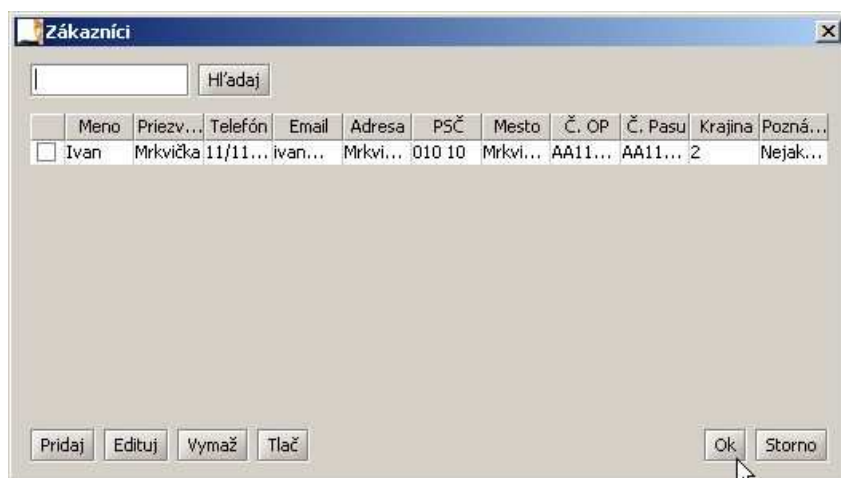 Zákazníci
Hľadaj
Meno Priezv... Telefón Email Adresa PSČ Mesto Č. OP Č. Pasu Krajina Pozná...
Ivan Mrkvička 11/11... ivan... Mrkvi... 010 10 Mrkvi... AA11... AA11... 2 Nejak...
Pridaj Edituj Vymaž Tlač Ok Storno